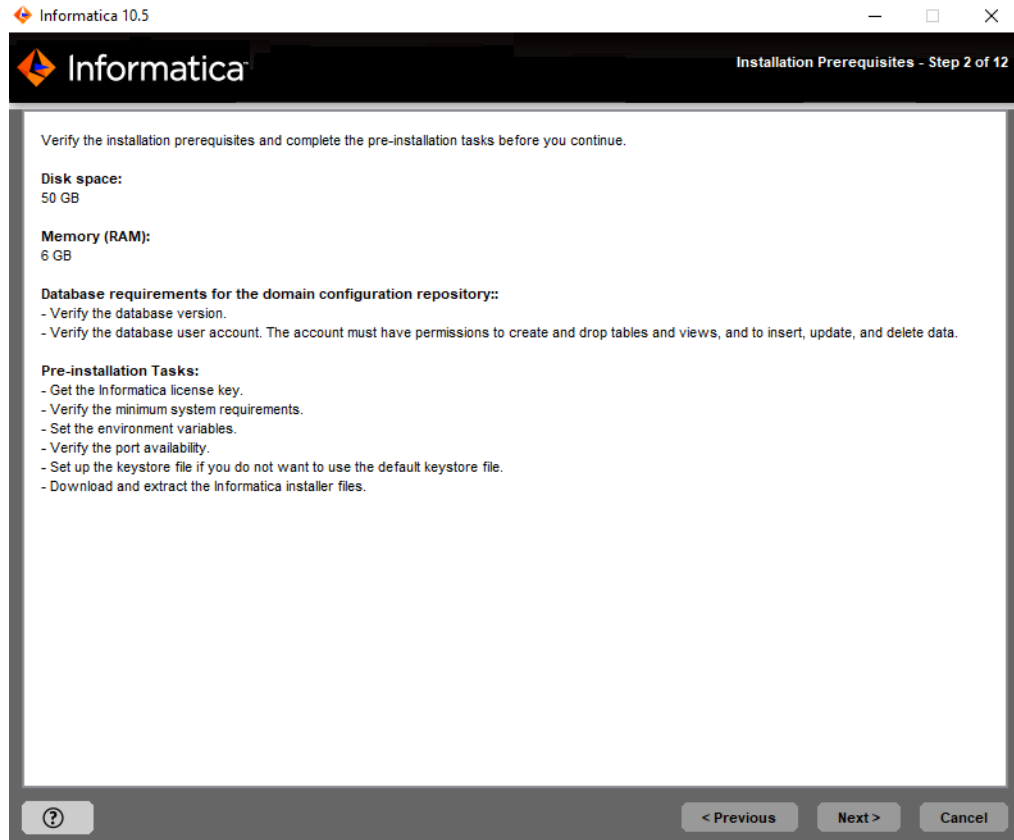 Informatica 10.5
Informatica
Installation Prerequisites - Step 2 of 12
Verify the installation prerequisites and complete the pre-installation tasks before you continue.
Disk space:
50 GB
Memory (RAM):
6 GB
Database requirements for the domain configuration repository::
- Verify the database version.
- Verify the database user account. The account must have permissions to create and drop tables and views, and to insert, update, and delete data.
Pre-installation Tasks:
- Get the Informatica license key.
- Verify the minimum system requirements.
- Set the environment variables.
- Verify the port availability.
- Set up the keystore file if you do not want to use the default keystore file.
- Download and extract the Informatica installer files.
? < Previous Next > Cancel